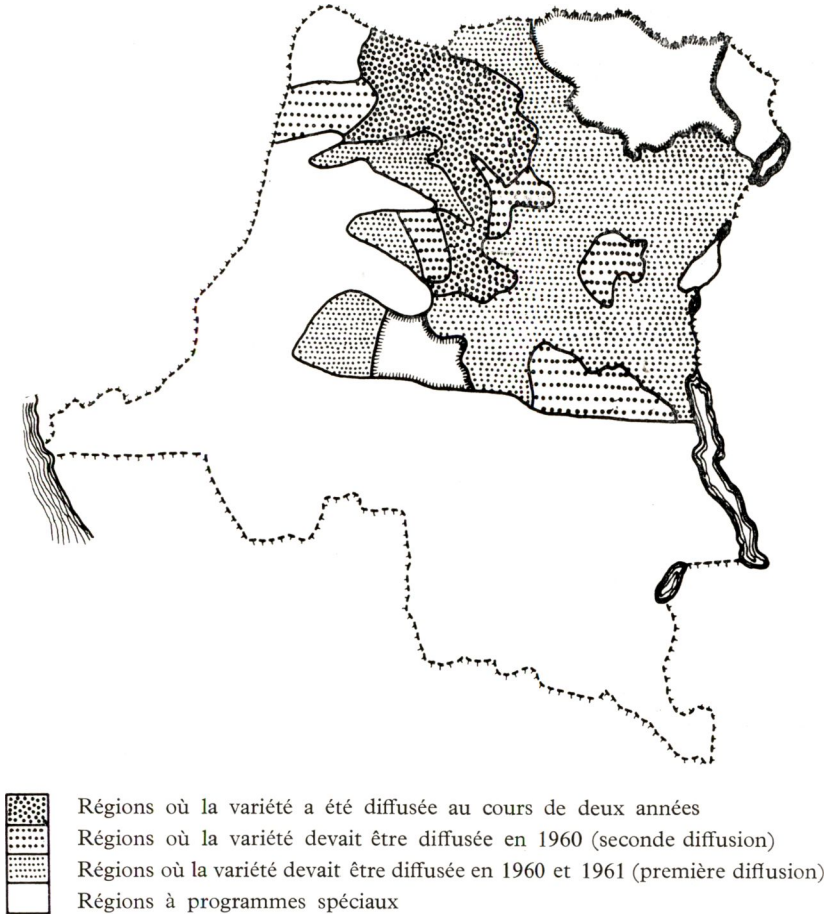 Régions où la variété a été diffusée au cours de deux années
Régions où la variété devait être diffusée en 1960 (seconde diffusion)
Régions où la variété devait être diffusée en 1960 et 1961 (première diffusion)
Régions à programmes spéciaux